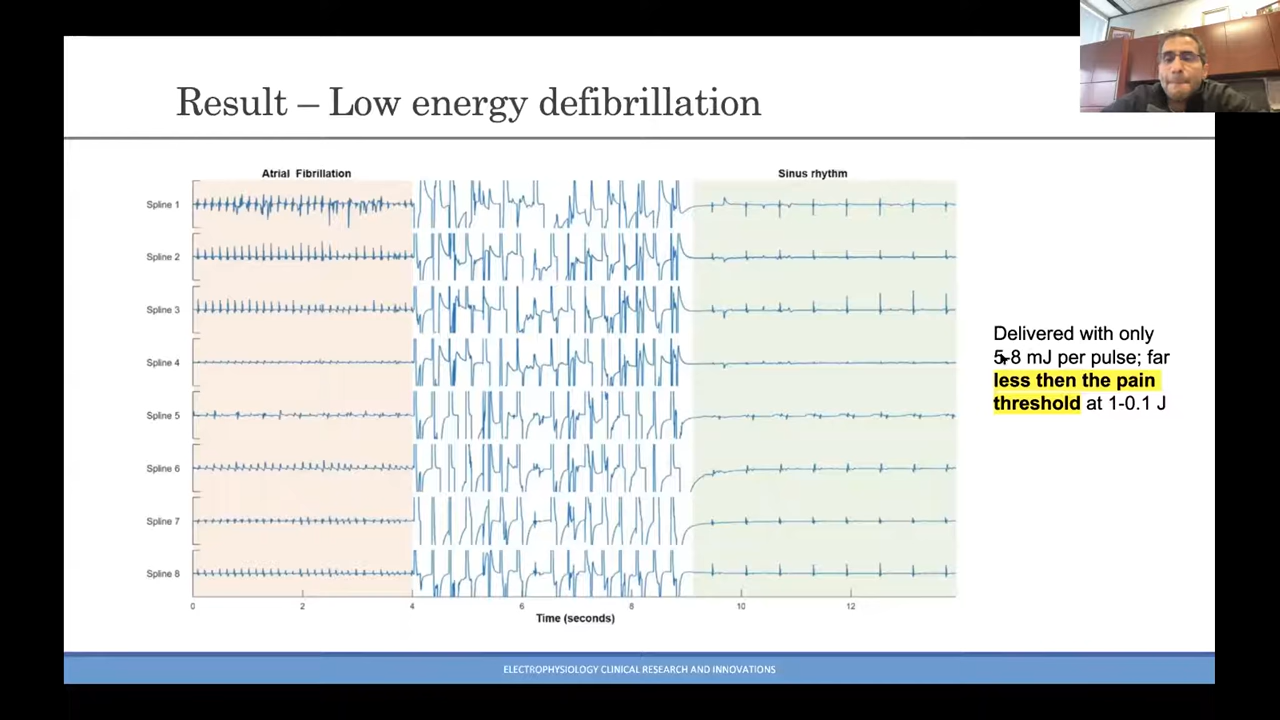 Result – Low energy defibrillation
Atrial Fibrillation
Sinus rhythm
Spline 1
Spline 2
Spline 3
Spline 4
Spline 5
Spline 6
Spline 7
Spline 8
Delivered with only
5-8 mJ per pulse; far
less then the pain
threshold at 1-0.1 J
0 2 4 6 8 10 12
Time (seconds)
ELECTROPHYSIOLOGY CLINICAL RESEARCH AND INNOVATIONS